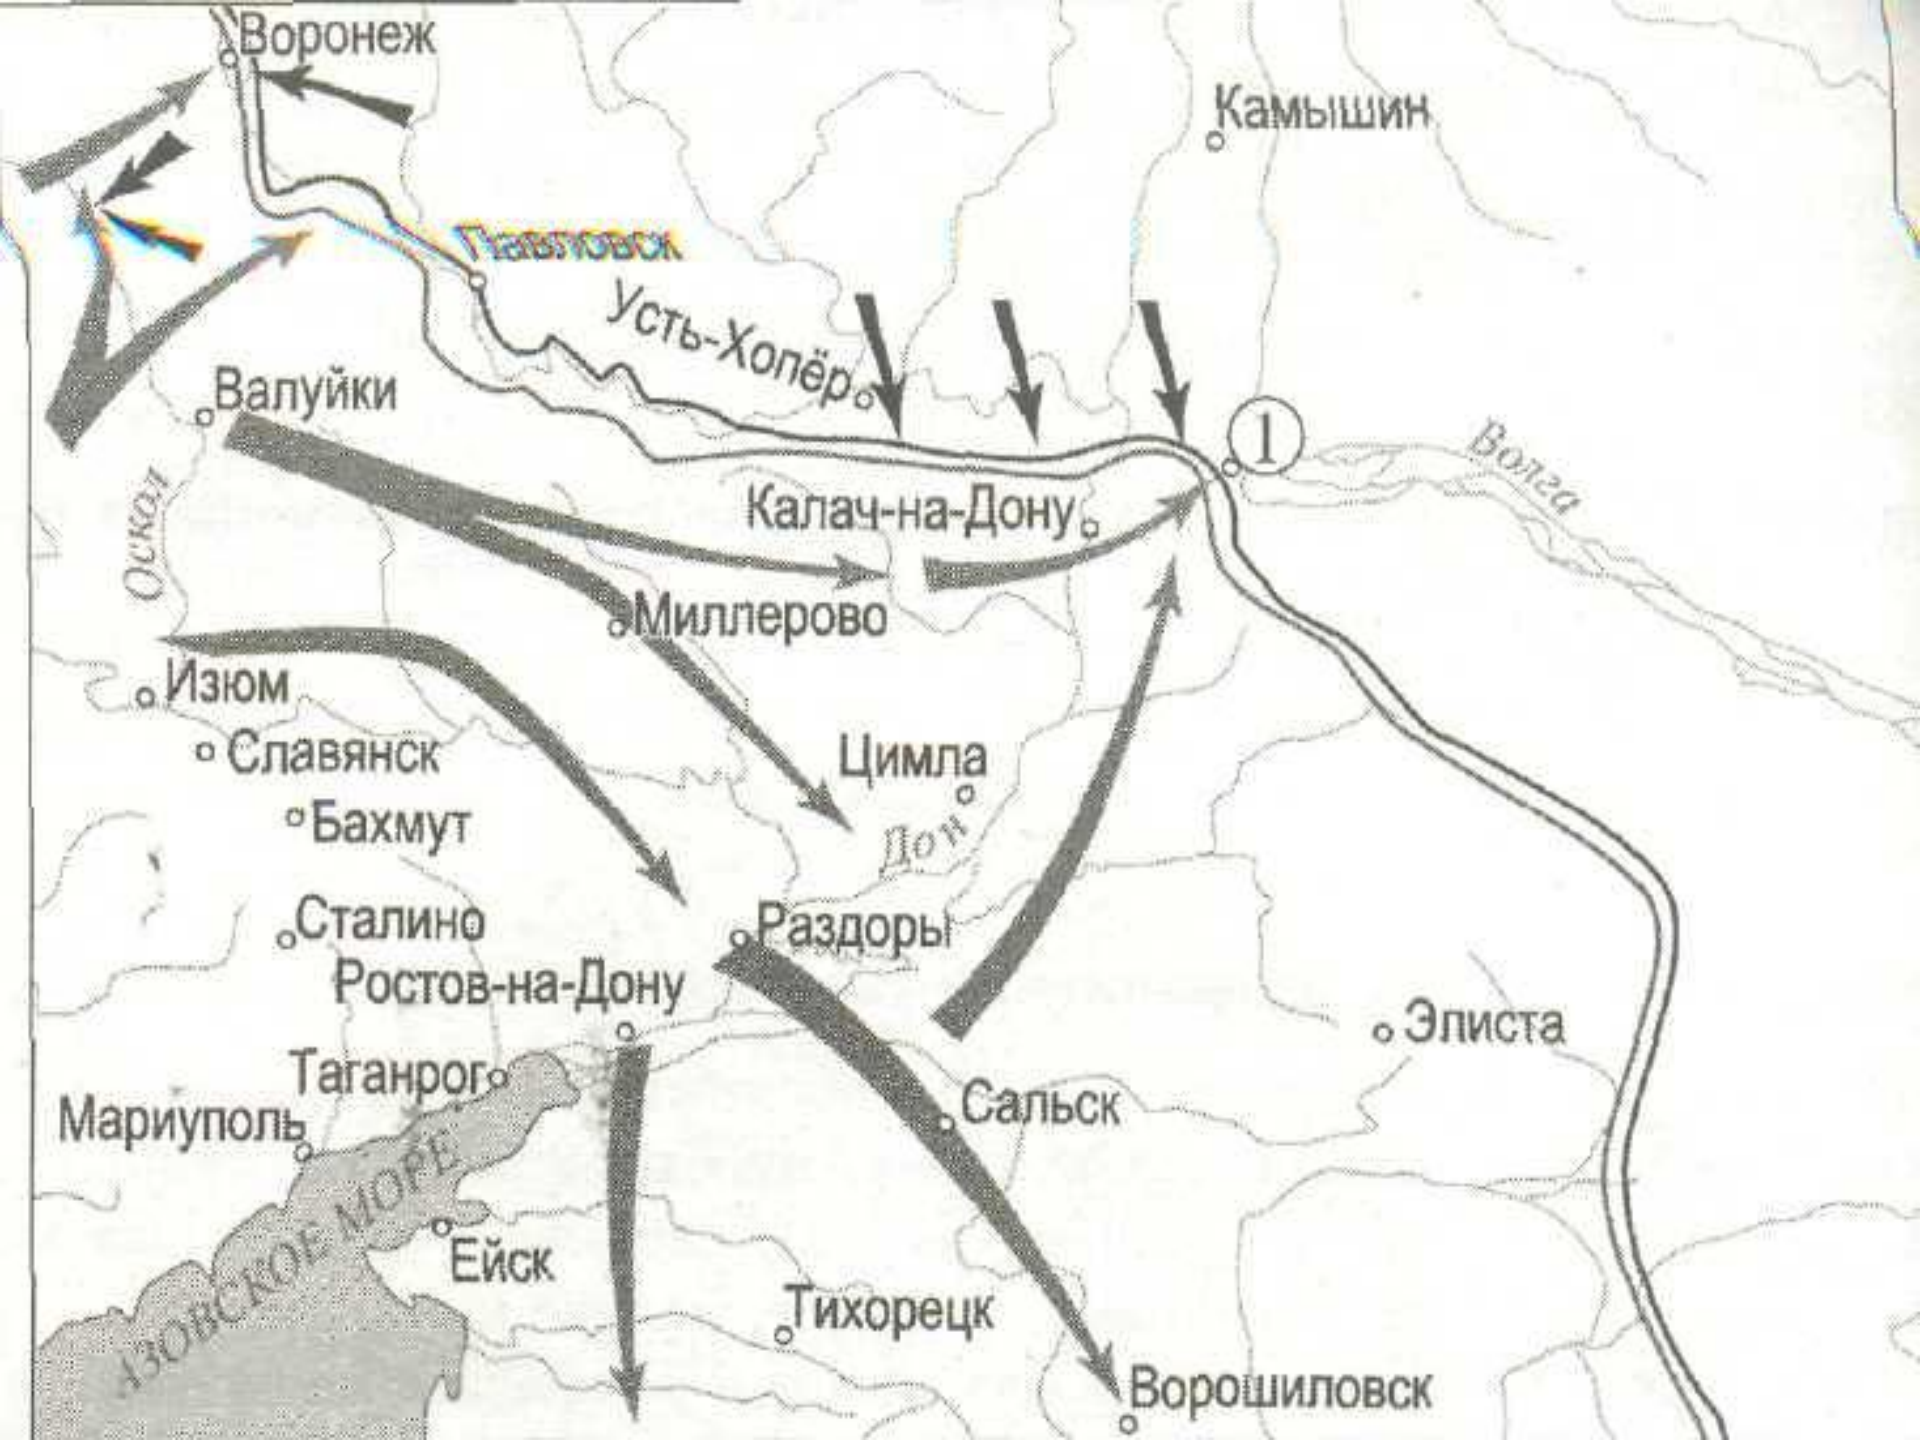 Воронеж
Камышин
Павловск
Усть-Хопёр
Валуйки
1
Волга
Оскол
Калач-на-Дону
Миллерово
Изюм
Славянск
Цимла
Бахмут
Дон
Сталино
Раздоры
Ростов-на-Дону
Элиста
Таганрог
Сальск
Мариуполь
АЗОВСКОЕ МОРЕ
Ейск
Тихорецк
Ворошиловск